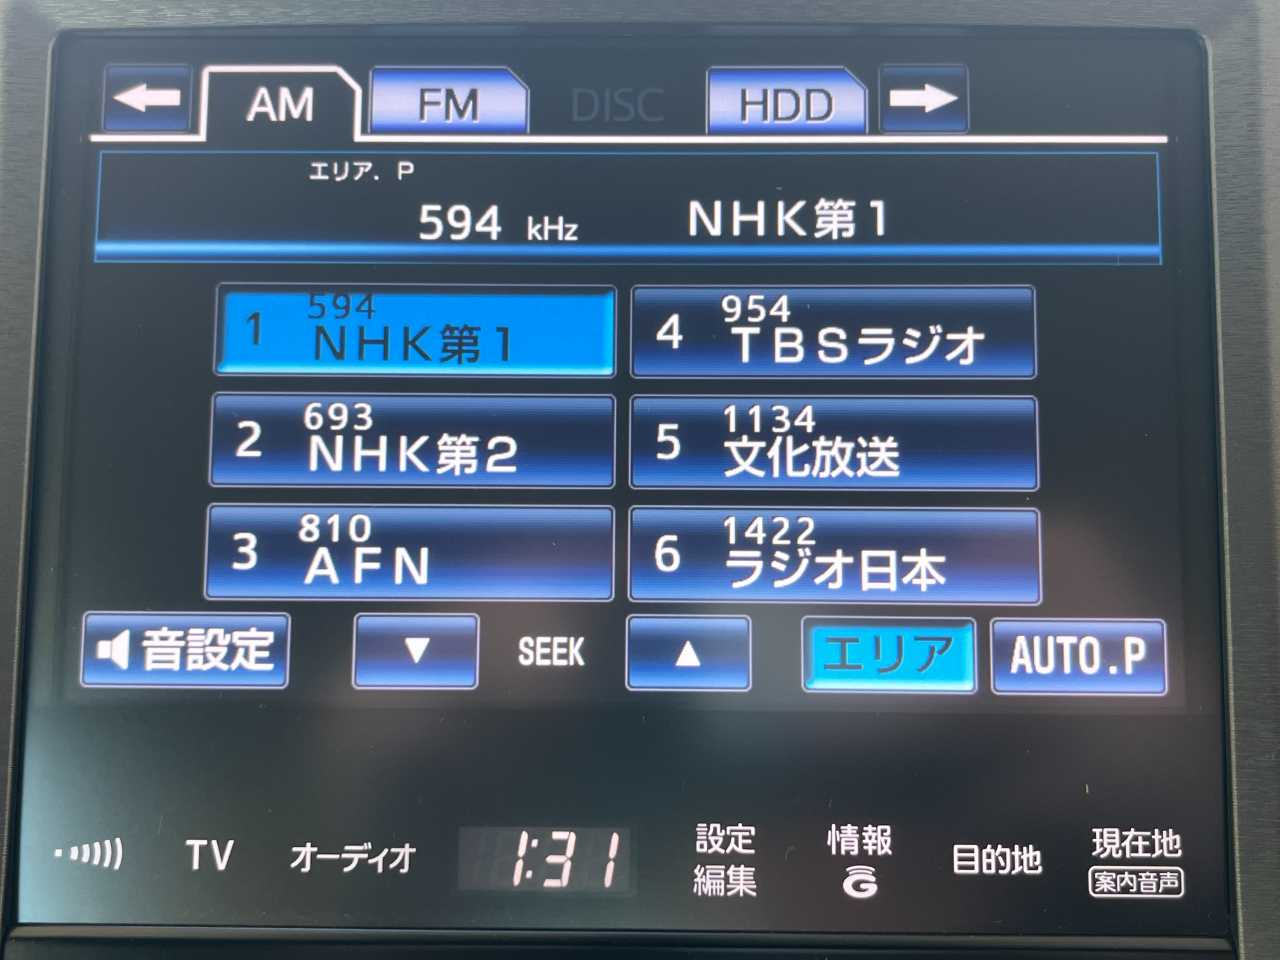 AM FM DISC HDD
エリア. P
594 kHz NHK第1
1 594 NHK第1
4 954 TBSラジオ
2 693 NHK第2
5 1134 文化放送
3 810 AFN
6 1422 ラジオ日本
音設定 ▼ SEEK ▲ エリア AUTO.P
TV オーディオ 1:31 設定編集 情報G 目的地 現在地 案内音声